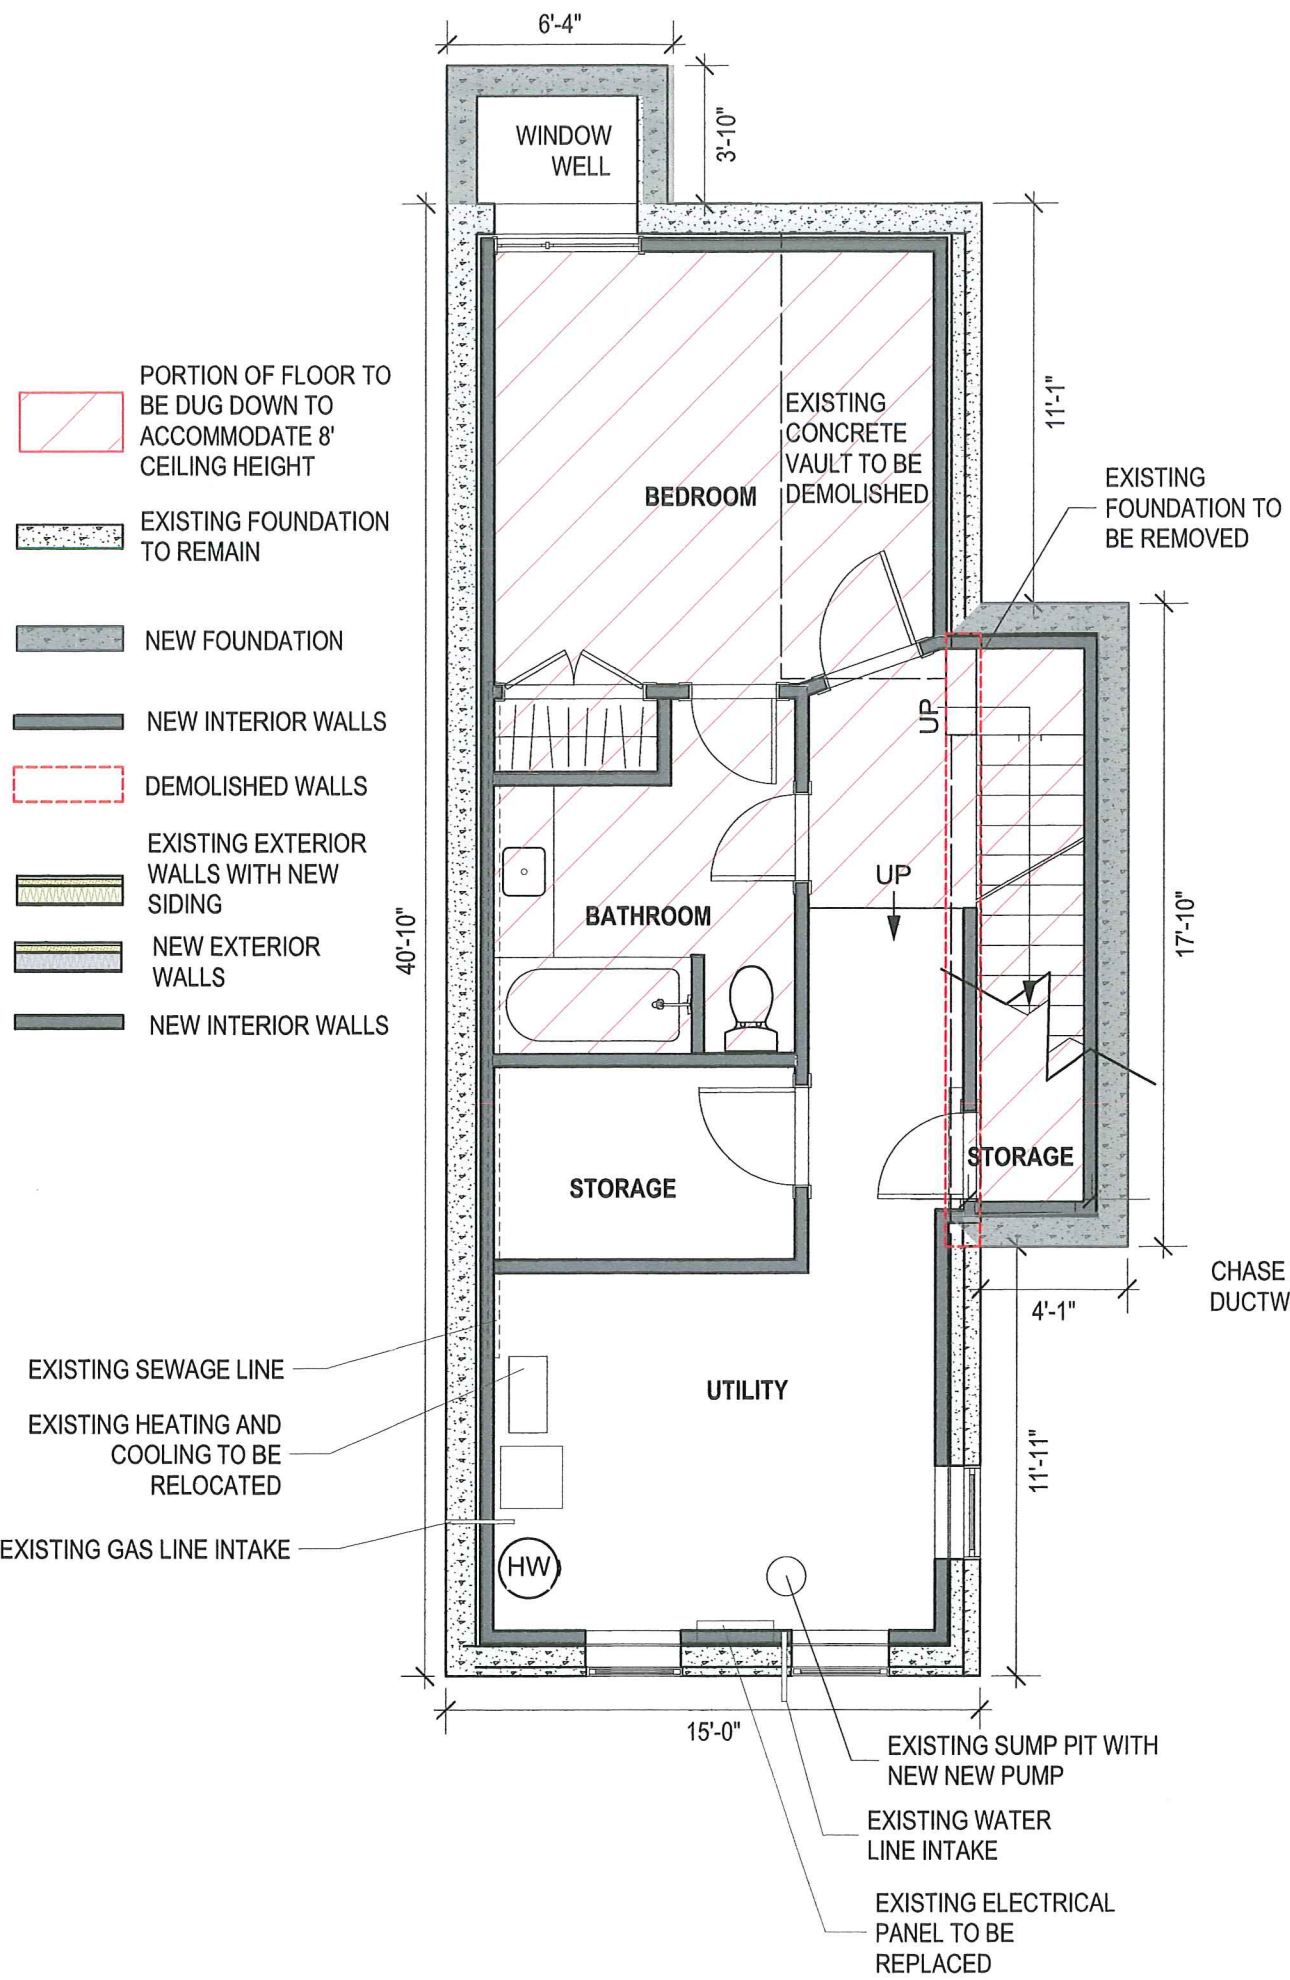 6'-4"
WINDOW
WELL
3'-10"
PORTION OF FLOOR TO
BE DUG DOWN TO
ACCOMMODATE 8'
CEILING HEIGHT
EXISTING FOUNDATION
TO REMAIN
NEW FOUNDATION
NEW INTERIOR WALLS
DEMOLISHED WALLS
EXISTING EXTERIOR
WALLS WITH NEW
SIDING
NEW EXTERIOR
WALLS
NEW INTERIOR WALLS
40'-10"
11'-1"
EXISTING
CONCRETE
VAULT TO BE
DEMOLISHED
BEDROOM
EXISTING
FOUNDATION TO
BE REMOVED
UP
UP
BATHROOM
17'-10"
STORAGE
STORAGE
CHASE
DUCTW
4'-1"
EXISTING SEWAGE LINE
UTILITY
EXISTING HEATING AND
COOLING TO BE
RELOCATED
11'-11"
EXISTING GAS LINE INTAKE
HW
15'-0"
EXISTING SUMP PIT WITH
NEW NEW PUMP
EXISTING WATER
LINE INTAKE
EXISTING ELECTRICAL
PANEL TO BE
REPLACED